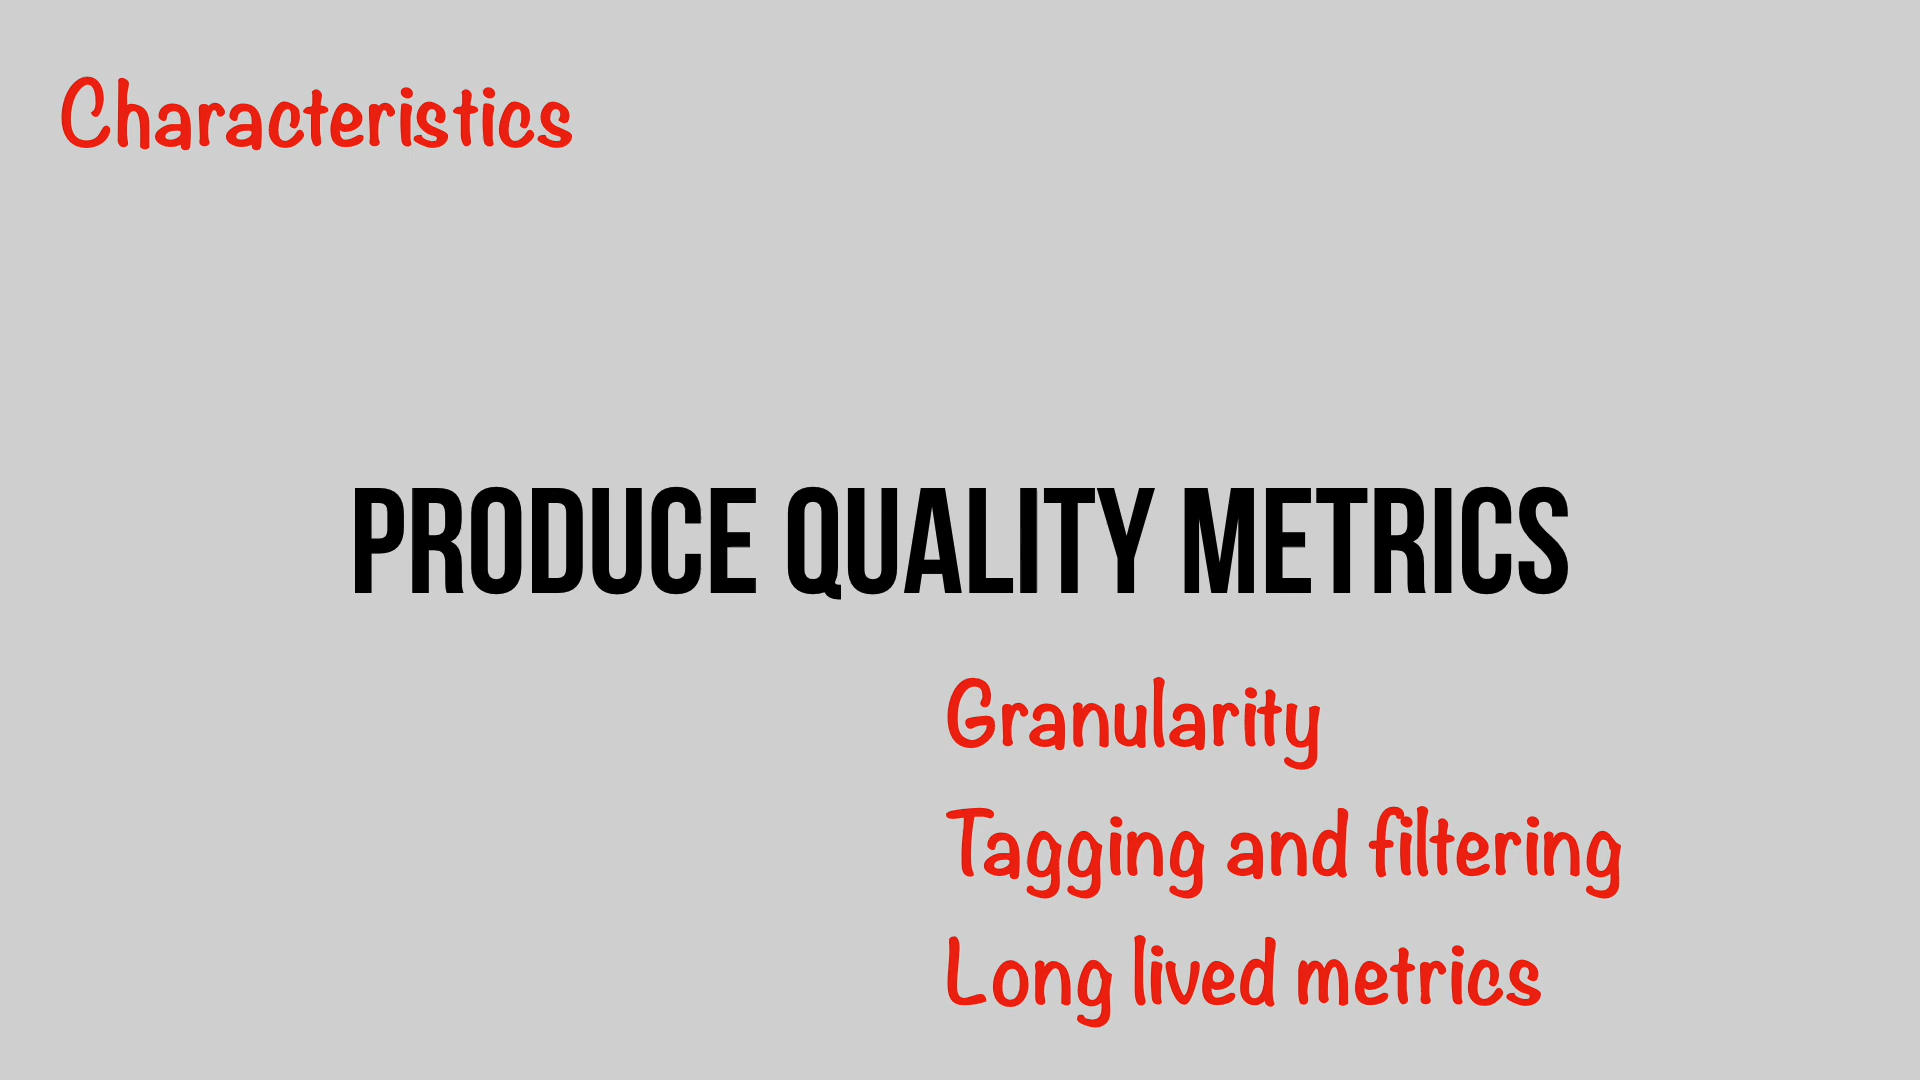 Characteristics
PRODUCE QUALITY METRICS
Granularity
Tagging and filtering
Long lived metrics